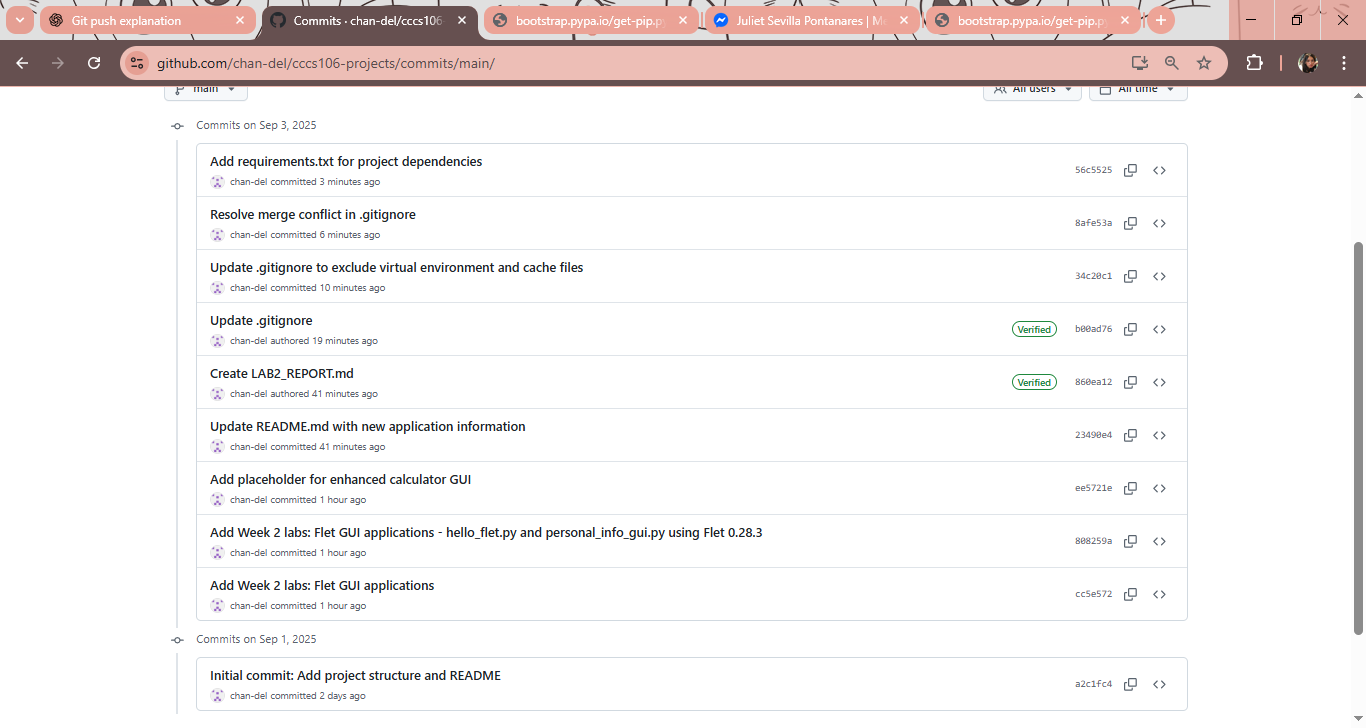 Git push explanation
Commits · chan-del/cccs106
bootstrap.pypa.io/get-pip.p
Juliet Sevilla Pontanares | M
bootstrap.pypa.io/get-pip.p
github.com/chan-del/cccs106-projects/commits/main/
main
All users
All time
Commits on Sep 3, 2025
Add requirements.txt for project dependencies
56c5525
chan-del committed 3 minutes ago
Resolve merge conflict in .gitignore
8afe53a
chan-del committed 6 minutes ago
Update .gitignore to exclude virtual environment and cache files
34c20c1
chan-del committed 10 minutes ago
Update .gitignore
Verified
b00ad76
chan-del authored 19 minutes ago
Create LAB2_REPORT.md
Verified
860ea12
chan-del authored 41 minutes ago
Update README.md with new application information
23490e4
chan-del committed 41 minutes ago
Add placeholder for enhanced calculator GUI
ee5721e
chan-del committed 1 hour ago
Add Week 2 labs: Flet GUI applications - hello_flet.py and personal_info_gui.py using Flet 0.28.3
808259a
chan-del committed 1 hour ago
Add Week 2 labs: Flet GUI applications
cc5e572
chan-del committed 1 hour ago
Commits on Sep 1, 2025
Initial commit: Add project structure and README
a2c1fc4
chan-del committed 2 days ago